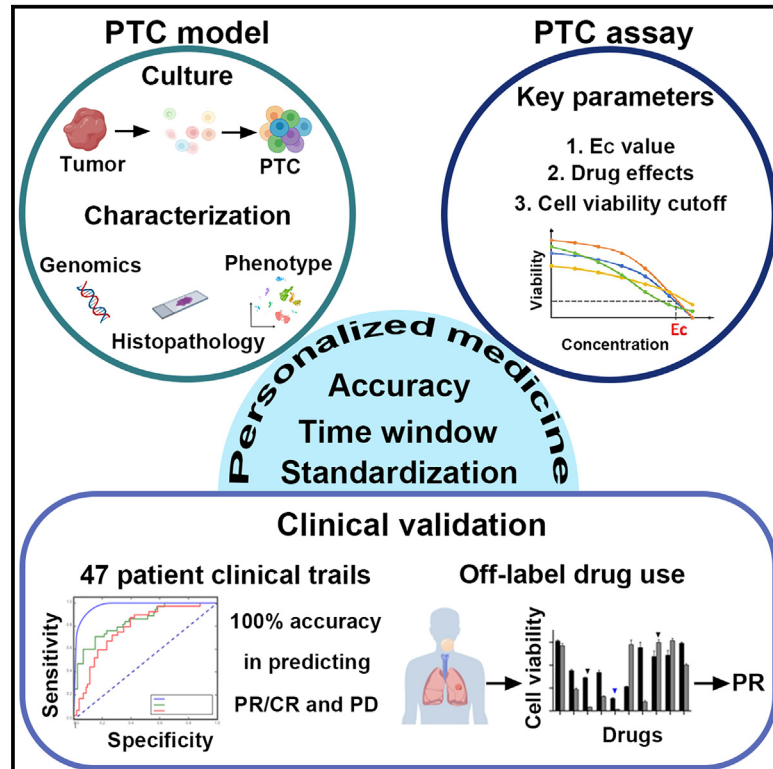 PTC model
Culture
Tumor
PTC
Characterization
Genomics
Histopathology
Phenotype
PTC assay
Key parameters
1. Ec value
2. Drug effects
3. Cell viability cutoff
Viability
Concentration
Ec
Personalized medicine
Accuracy
Time window
Standardization
Clinical validation
47 patient clinical trails
Sensitivity
Specificity
100% accuracy
in predicting
PR/CR and PD
Off-label drug use
Cell viability
Drugs
PR